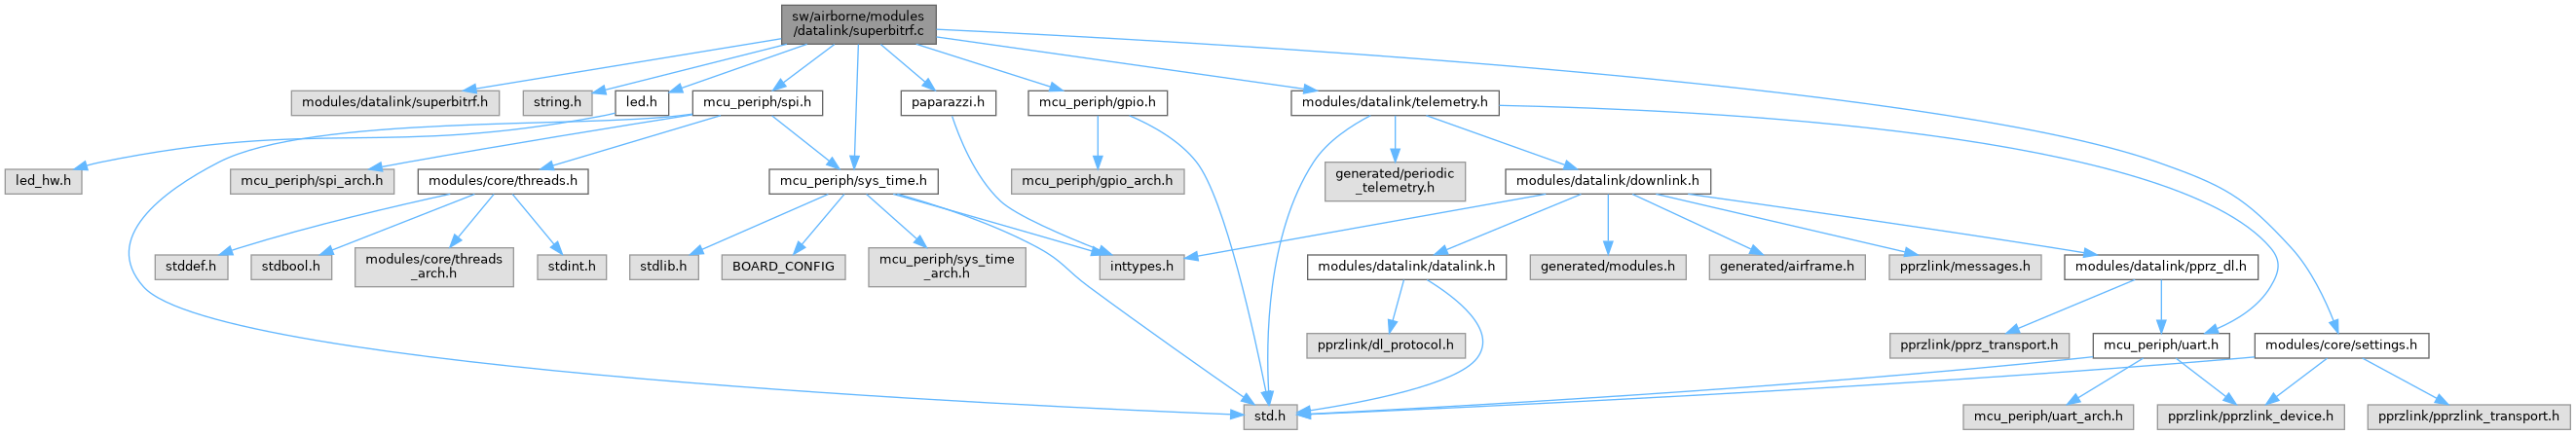 sw/airborne/modules
/datalink/superbitrf.c
modules/datalink/superbitrf.h
string.h
led.h
mcu_periph/spi.h
paparazzi.h
mcu_periph/gpio.h
modules/datalink/telemetry.h
led_hw.h
mcu_periph/spi_arch.h
modules/core/threads.h
mcu_periph/sys_time.h
mcu_periph/gpio_arch.h
generated/periodic
_telemetry.h
modules/datalink/downlink.h
stddef.h
stdbool.h
modules/core/threads
_arch.h
stdint.h
stdlib.h
BOARD_CONFIG
mcu_periph/sys_time
_arch.h
inttypes.h
modules/datalink/datalink.h
generated/modules.h
generated/airframe.h
pprzlink/messages.h
modules/datalink/pprz_dl.h
pprzlink/dl_protocol.h
pprzlink/pprz_transport.h
mcu_periph/uart.h
modules/core/settings.h
std.h
mcu_periph/uart_arch.h
pprzlink/pprzlink_device.h
pprzlink/pprzlink_transport.h